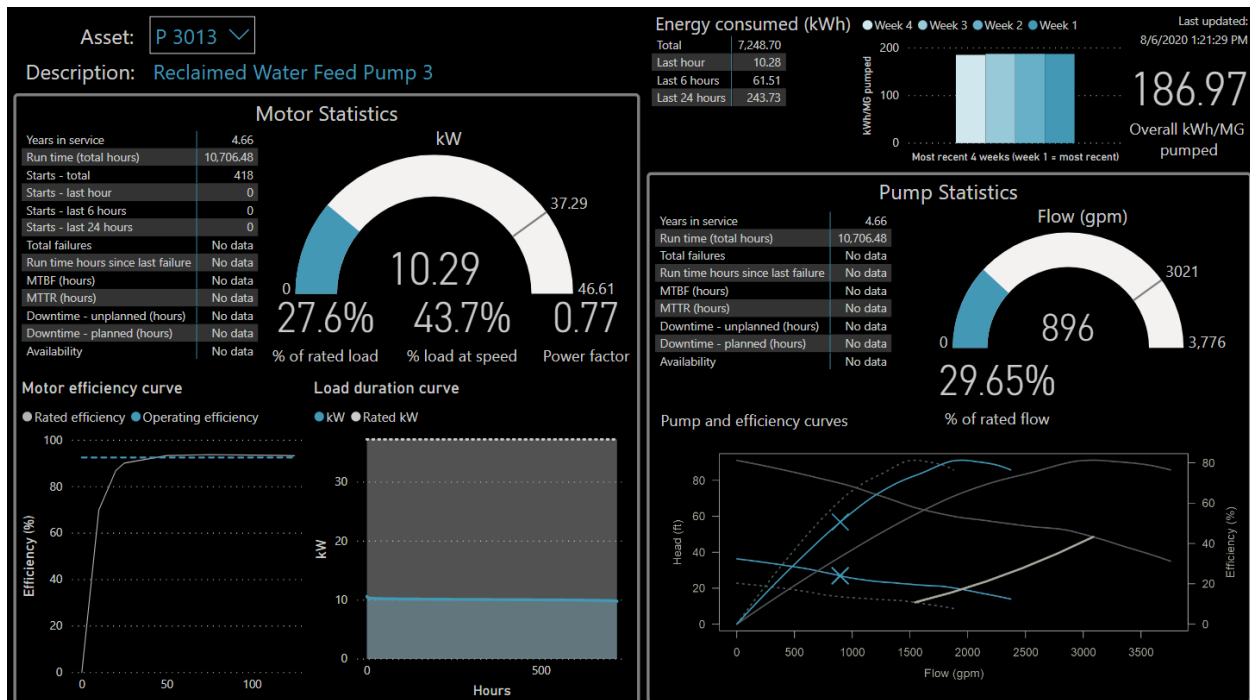 Asset: P 3013
Description: Reclaimed Water Feed Pump 3
Energy consumed (kWh)
Total 7,248.70
Last hour 10.28
Last 6 hours 61.51
Last 24 hours 243.73
Week 4 Week 3 Week 2 Week 1
200
100
0
kWh/MG pumped
Most recent 4 weeks (week 1 = most recent)
Last updated:
8/6/2020 1:21:29 PM
186.97
Overall kWh/MG
pumped
Motor Statistics
Years in service 4.66
Run time (total hours) 10,706.48
Starts - total 418
Starts - last hour 0
Starts - last 6 hours 0
Starts - last 24 hours 0
Total failures No data
Run time hours since last failure No data
MTBF (hours) No data
MTTR (hours) No data
Downtime - unplanned (hours) No data
Downtime - planned (hours) No data
Availability No data
kW
37.29
10.29
0 46.61
27.6% 43.7% 0.77
% of rated load % load at speed Power factor
Motor efficiency curve
Rated efficiency Operating efficiency
100
80
60
40
20
0
Efficiency (%)
0 50 100
Load duration curve
kW Rated kW
30
20
10
0
kW
0 500
Hours
Pump Statistics
Years in service 4.66
Run time (total hours) 10,706.48
Total failures No data
Run time hours since last failure No data
MTBF (hours) No data
MTTR (hours) No data
Downtime - unplanned (hours) No data
Downtime - planned (hours) No data
Availability No data
Flow (gpm)
3021
896
0 3,776
29.65%
% of rated flow
Pump and efficiency curves
80
60
40
20
0
Head (ft)
80
60
40
20
0
Efficiency (%)
0 500 1000 1500 2000 2500 3000 3500
Flow (gpm)